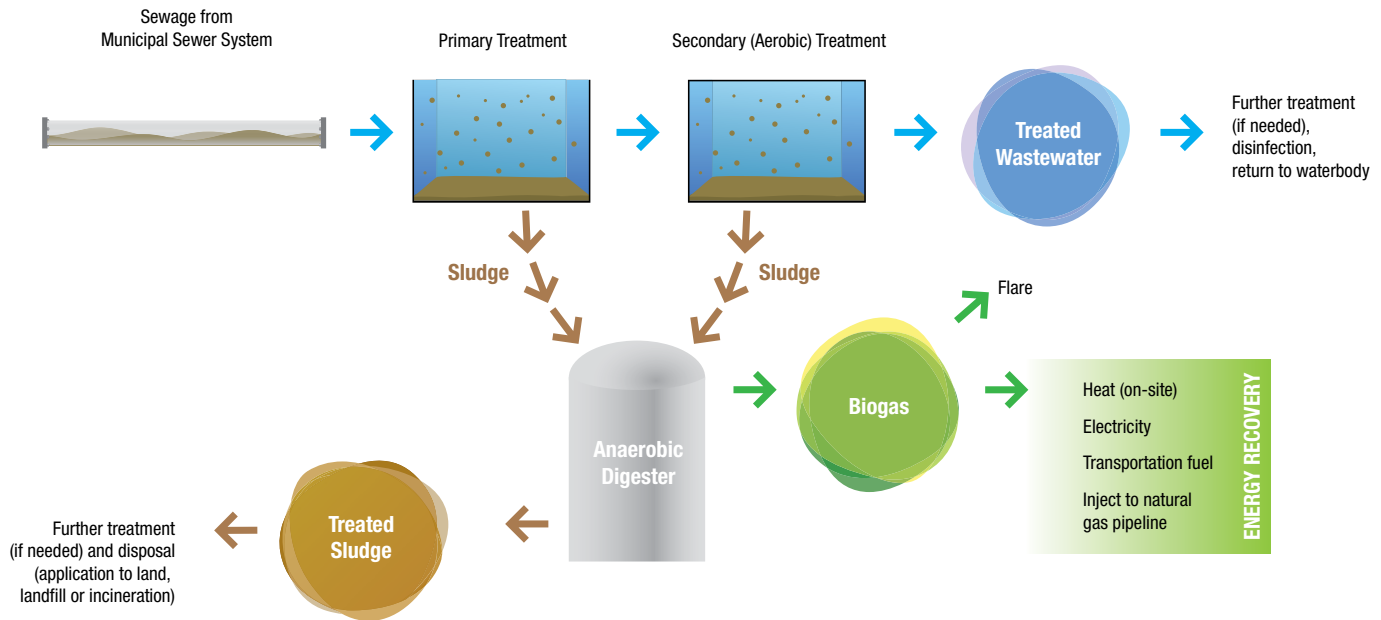 Sewage from
Municipal Sewer System
Primary Treatment
Secondary (Aerobic) Treatment
Treated
Wastewater
Further treatment
(if needed),
disinfection,
return to waterbody
Sludge
Sludge
Flare
Anaerobic
Digester
Biogas
Heat (on-site)
Electricity
Transportation fuel
Inject to natural
gas pipeline
ENERGY RECOVERY
Treated
Sludge
Further treatment
(if needed) and disposal
(application to land,
landfill or incineration)